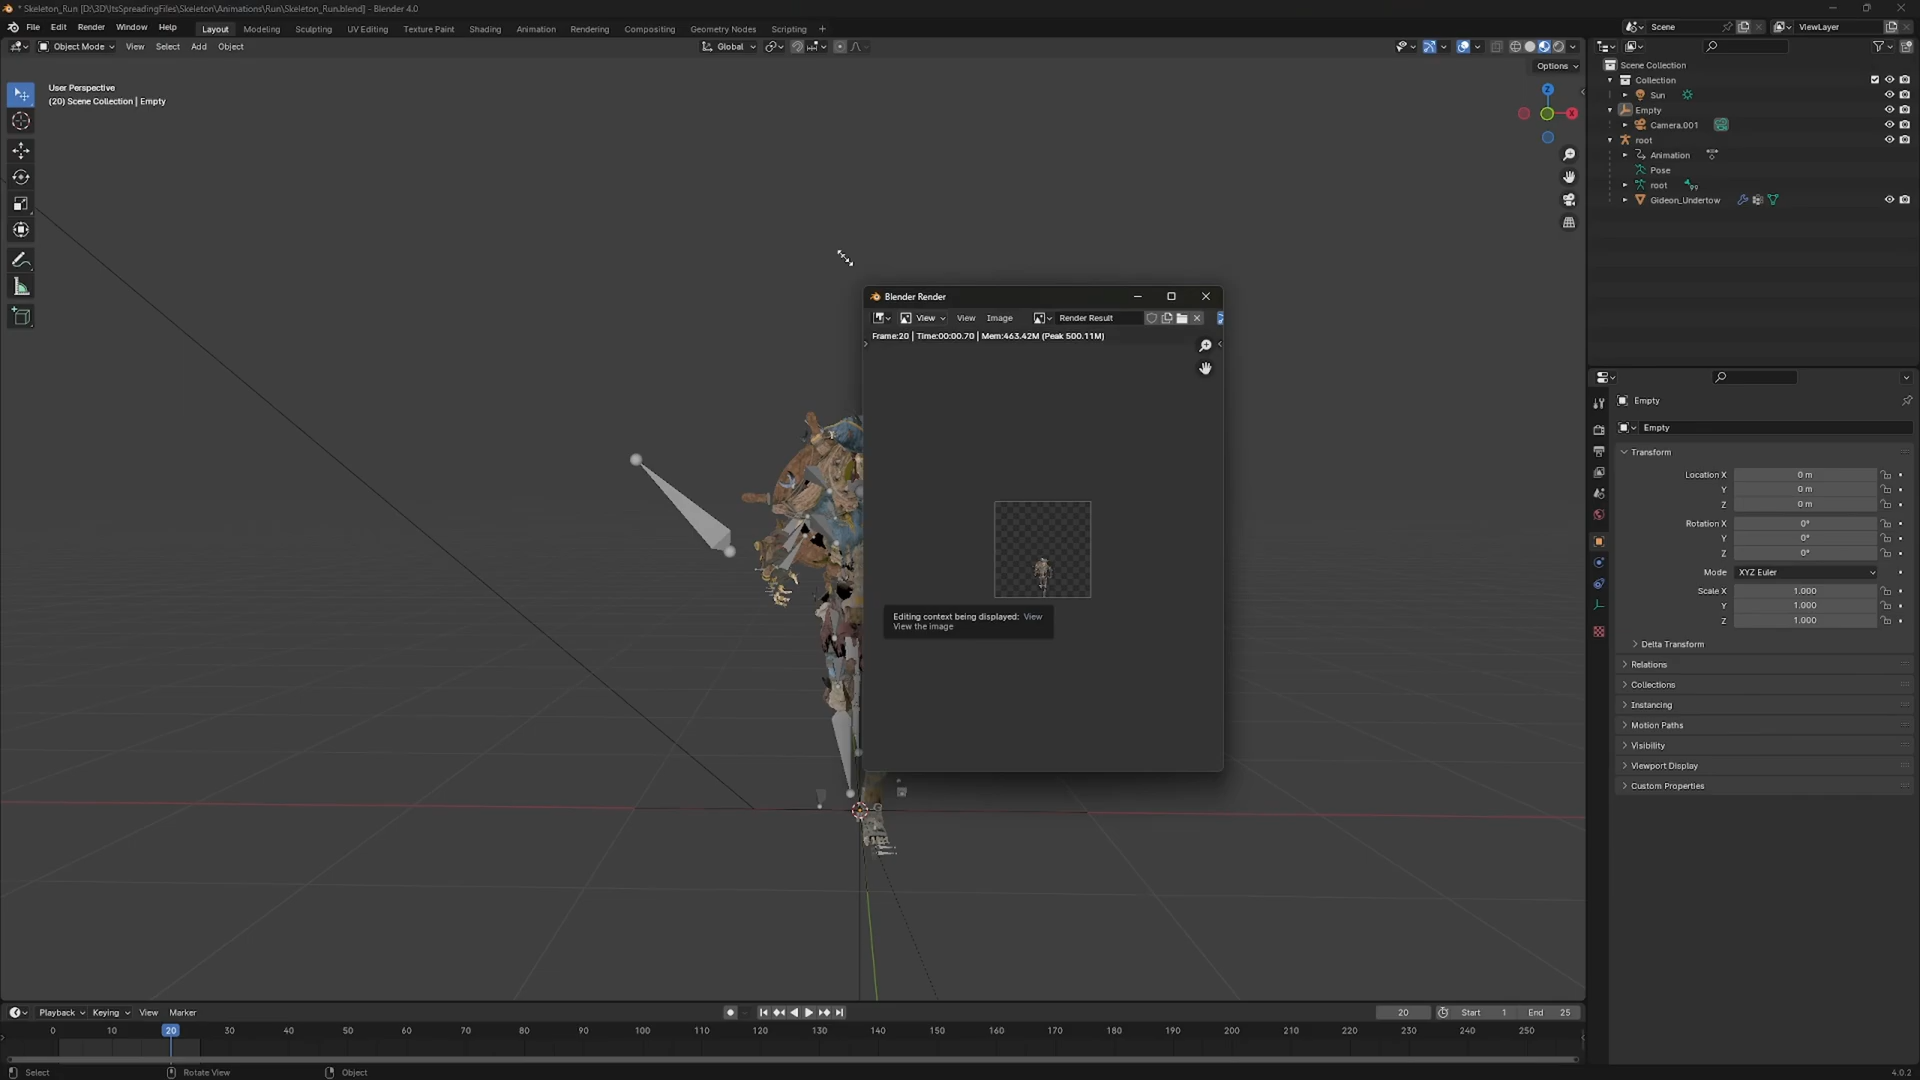 * Skeleton_Run [D:\3D\ItsSpreadingFiles\Skeleton\Animations\Run\Skeleton_Run.blend] - Blender 4.0
File Edit Render Window Help Layout Modeling Sculpting UV Editing Texture Paint Shading Animation Rendering Compositing Geometry Nodes Scripting + Scene ViewLayer
Object Mode View Select Add Object Global
Options
User Perspective
(20) Scene Collection | Empty
Z
X
Scene Collection
Collection
Sun
Empty
Camera.001
root
Animation
Pose
root 99
Gideon_Undertow
Blender Render
View View Image Render Result
Frame:20 | Time:00:00.70 | Mem:463.42M (Peak 500.11M)
Editing context being displayed: View
View the image
Empty
Empty
Transform
Location X 0 m
Y 0 m
Z 0 m
Rotation X 0°
Y 0°
Z 0°
Mode XYZ Euler
Scale X 1.000
Y 1.000
Z 1.000
Delta Transform
Relations
Collections
Instancing
Motion Paths
Visibility
Viewport Display
Custom Properties
Playback Keying View Marker 20 Start 1 End 25
0 10 20 30 40 50 60 70 80 90 100 110 120 130 140 150 160 170 180 190 200 210 220 230 240 250
Select Rotate View Object 4.0.2